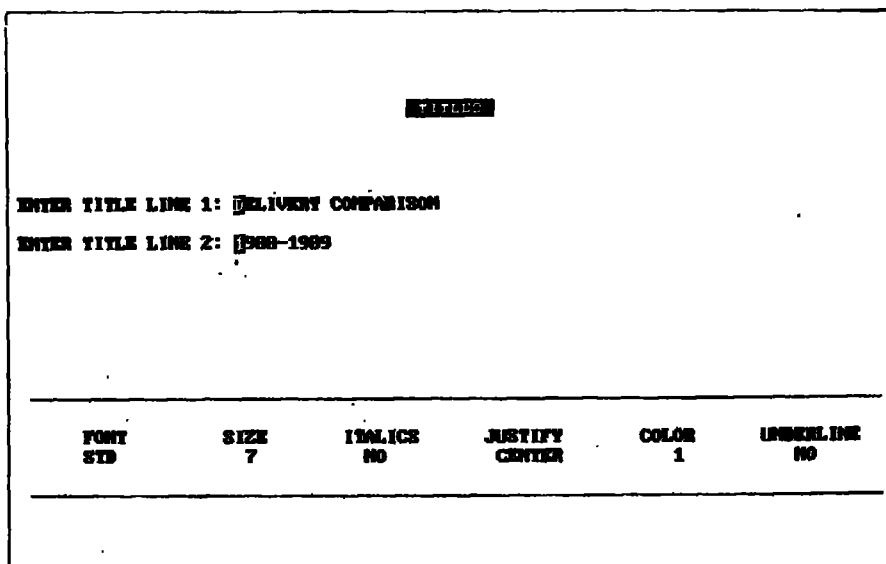 TITLES
ENTER TITLE LINE 1: DELIVERY COMPARISON
ENTER TITLE LINE 2: 1988-1989
FONT SIZE ITALICS JUSTIFY COLOR UNDERLINE
STD 7 NO CENTER 1 NO